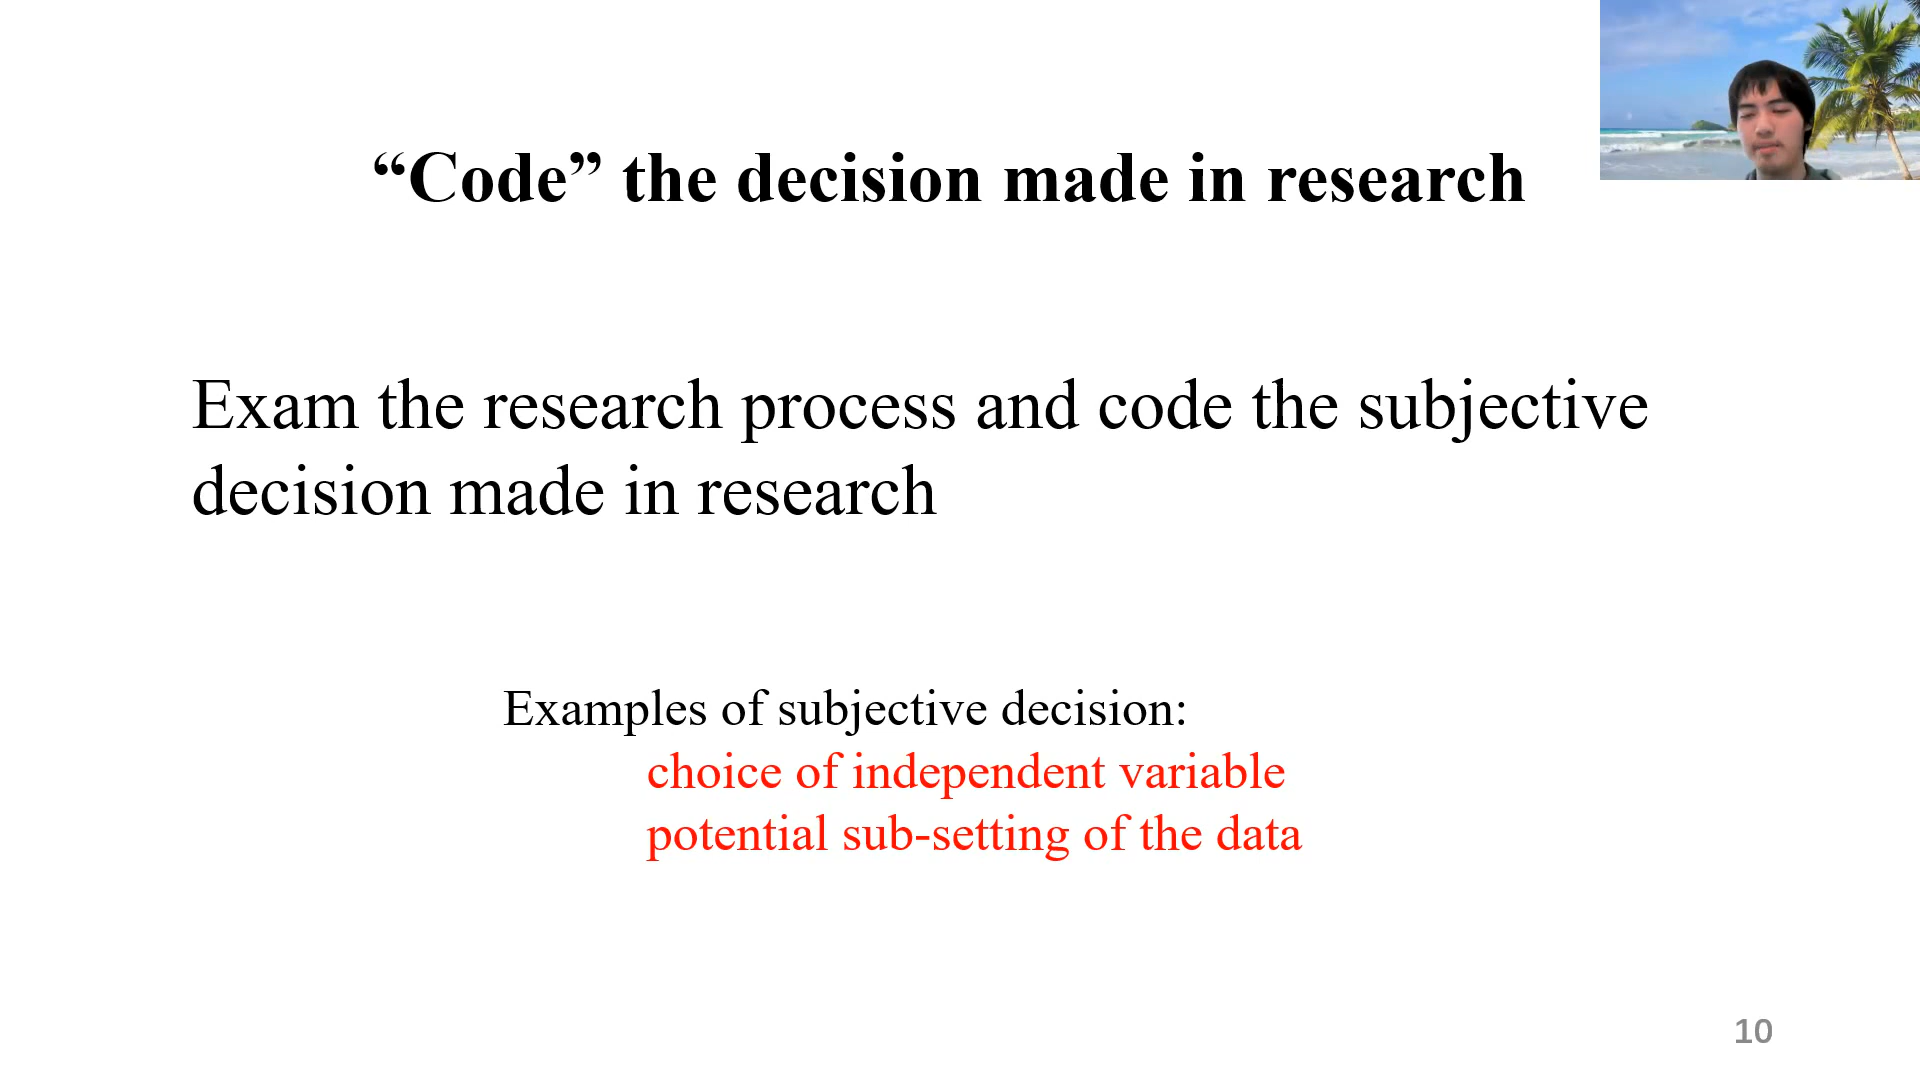 “Code” the decision made in research
Exam the research process and code the subjective
decision made in research
Examples of subjective decision:
choice of independent variable
potential sub-setting of the data
10